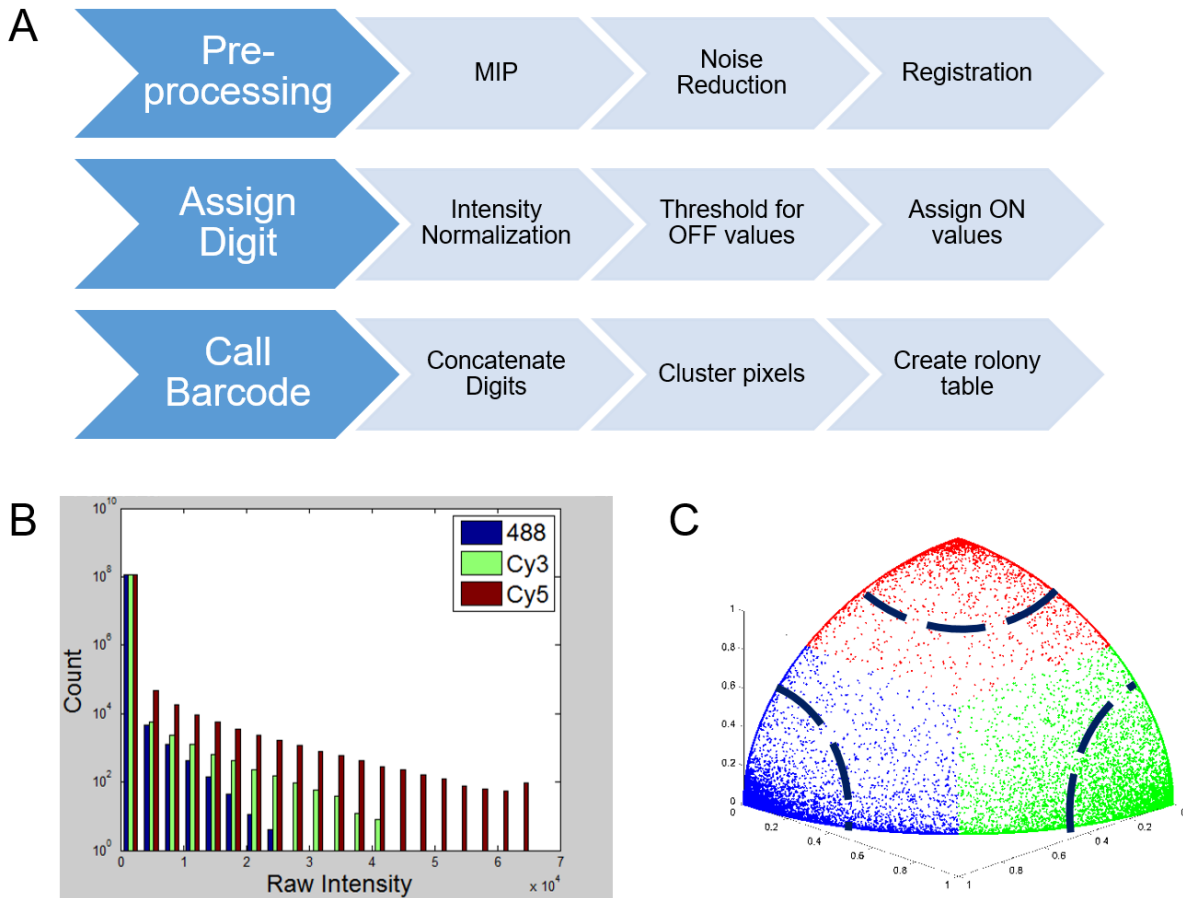 A
Pre-
processing
MIP
Noise
Reduction
Registration
Assign
Digit
Intensity
Normalization
Threshold for
OFF values
Assign ON
values
Call
Barcode
Concatenate
Digits
Cluster pixels
Create rolony
table
B
10^10
10^8
10^6
10^4
10^2
10^0
Count
488
Cy3
Cy5
0 1 2 3 4 5 6 7
Raw Intensity
x 10^4
C
1
0.8
0.6
0.4
0.2
0
0
0.2
0.4
0.6
0.8
1
1
0.8
0.6
0.4
0.2
0